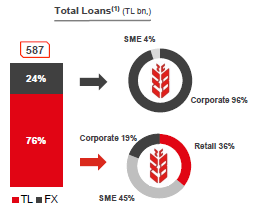 Total Loans(1) (TL bn.)
587
SME 4%
24%
Corporate 96%
76%
Corporate 19%
Retail 36%
SME 45%
TL FX